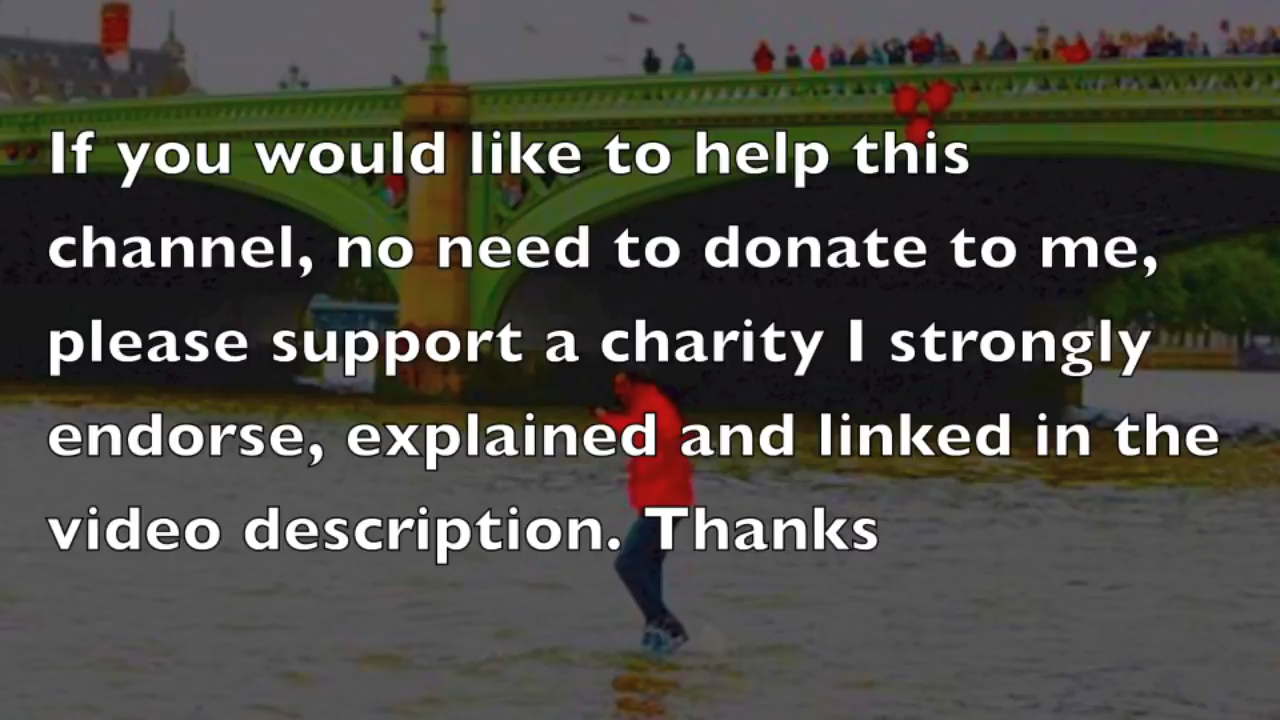 If you would like to help this
channel, no need to donate to me,
please support a charity I strongly
endorse, explained and linked in the
video description. Thanks